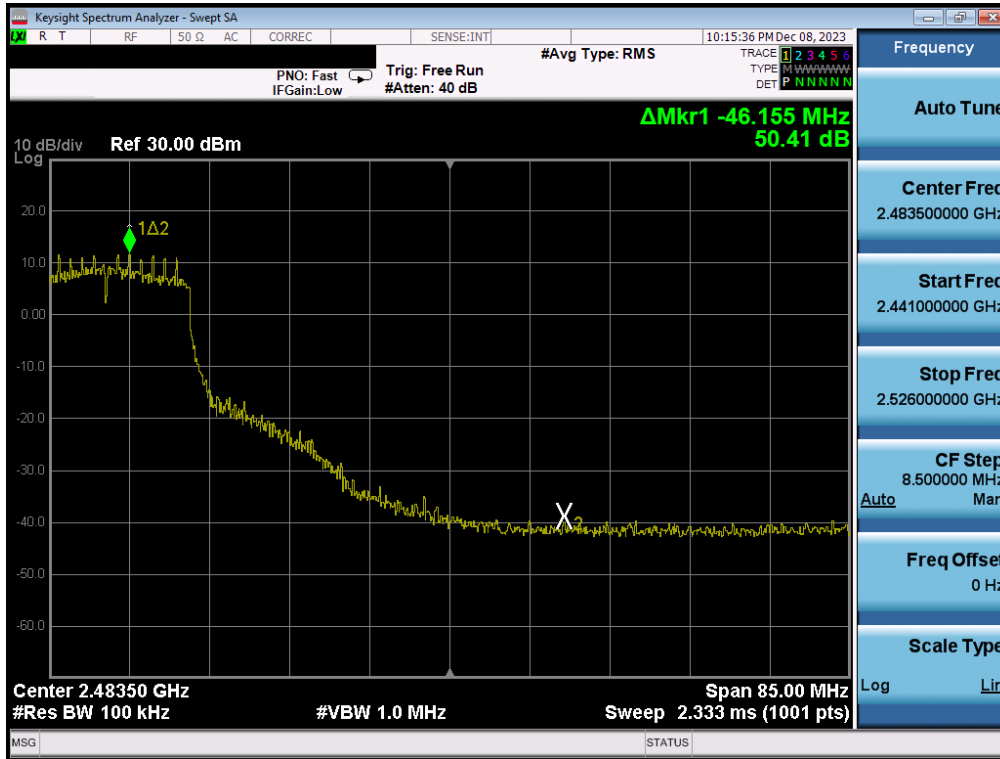 Keysight Spectrum Analyzer - Swept SA
LXI R T RF 50 Ω AC CORREC SENSE:INT 10:15:36 PM Dec 08, 2023
PNO: Fast
IFGain:Low
Trig: Free Run
#Atten: 40 dB
#Avg Type: RMS
TRACE 1 2 3 4 5 6
TYPE M WWWWW
DET P N N N N N
ΔMkr1 -46.155 MHz
50.41 dB
10 dB/div Ref 30.00 dBm
Log
20.0
10.0
0.00
-10.0
-20.0
-30.0
-40.0
-50.0
-60.0
1Δ2
X2
Center 2.48350 GHz Span 85.00 MHz
#Res BW 100 kHz #VBW 1.0 MHz Sweep 2.333 ms (1001 pts)
MSG STATUS
Frequency
Auto Tune
Center Freq
2.483500000 GHz
Start Freq
2.441000000 GHz
Stop Freq
2.526000000 GHz
CF Step
8.500000 MHz
Auto Man
Freq Offset
0 Hz
Scale Type
Log Lin